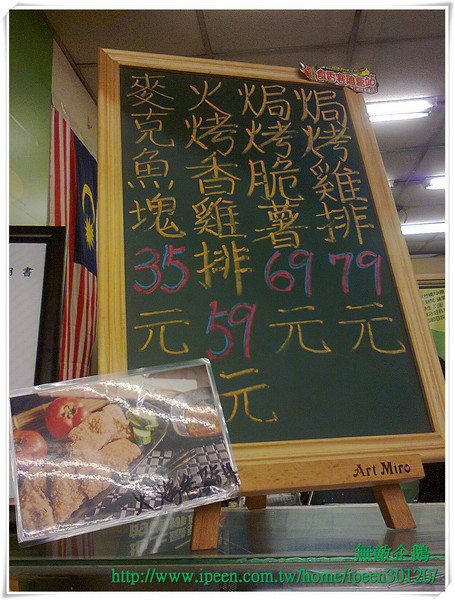 焗烤雞排79元
焗烤脆薯69元
火烤香雞排59元
麥克魚塊35元
Art Miro
書
無敵企鵝
http://www.ipeen.com.tw/home/ipeen30120/